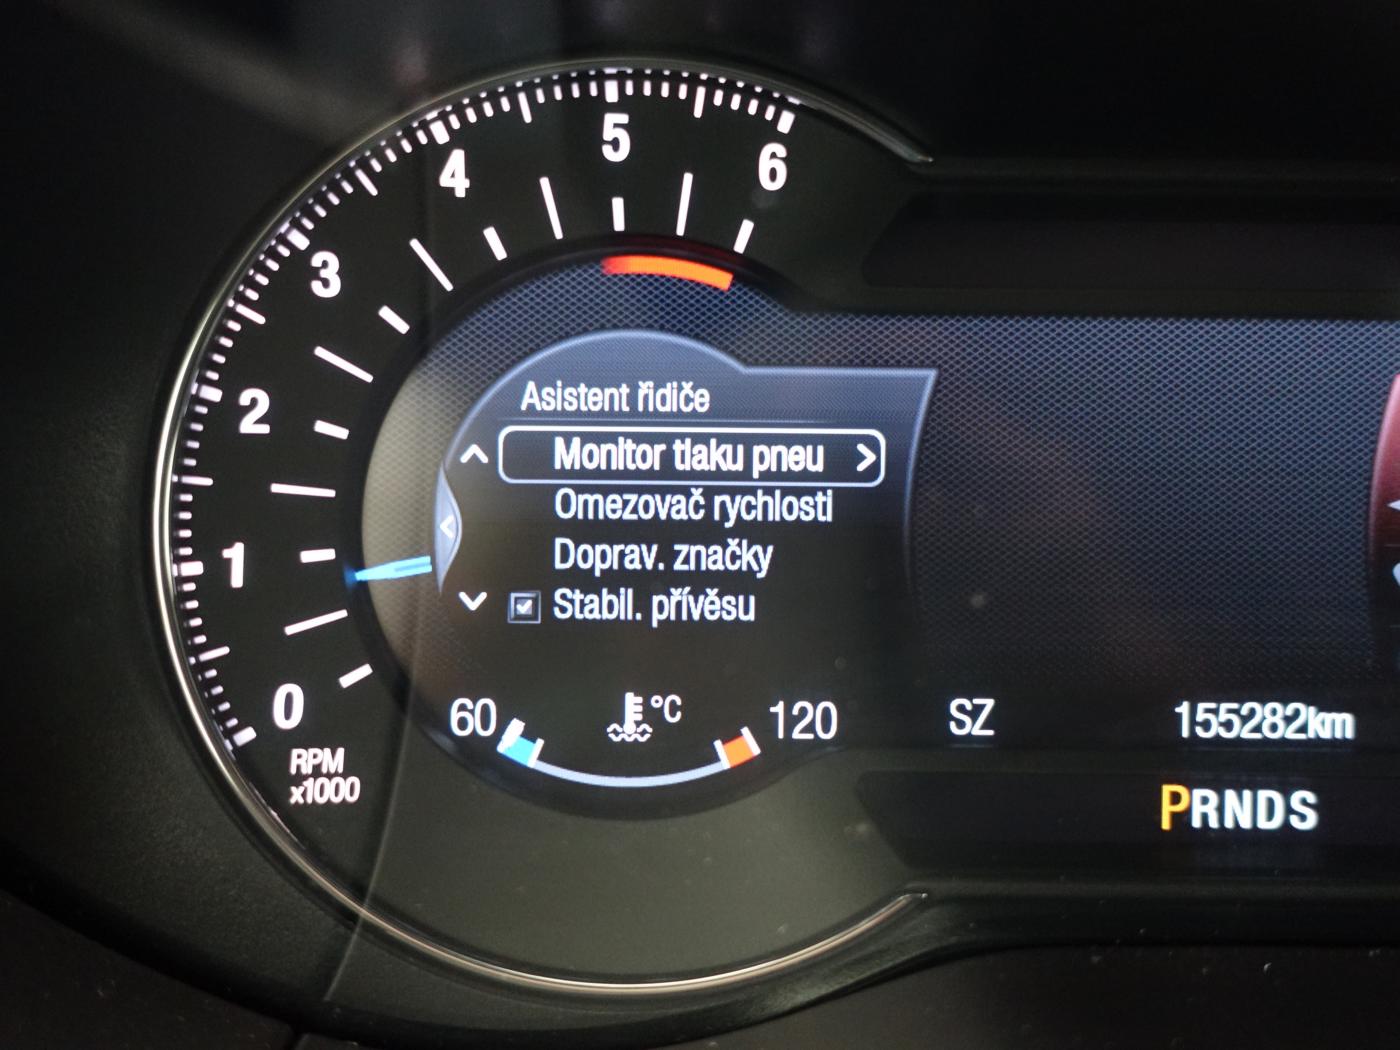 6
5
4
3
2
1
0
RPM
x1000
Asistent řidiče
Monitor tlaku pneu
Omezovač rychlosti
Doprav. značky
Stabil. přívěsu
60 °C 120
SZ 155282km
PRNDS